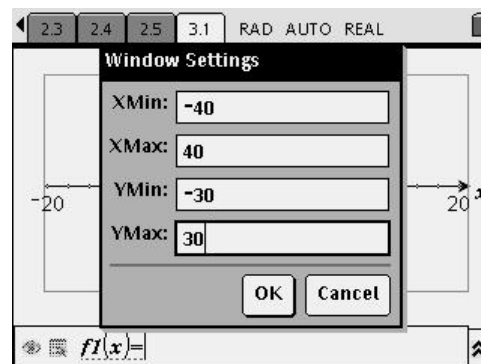 2.3 2.4 2.5 3.1 RAD AUTO REAL
Window Settings
XMin: -40
XMax: 40
YMin: -30
YMax: 30
-20 20 x
OK Cancel
f1(x)=